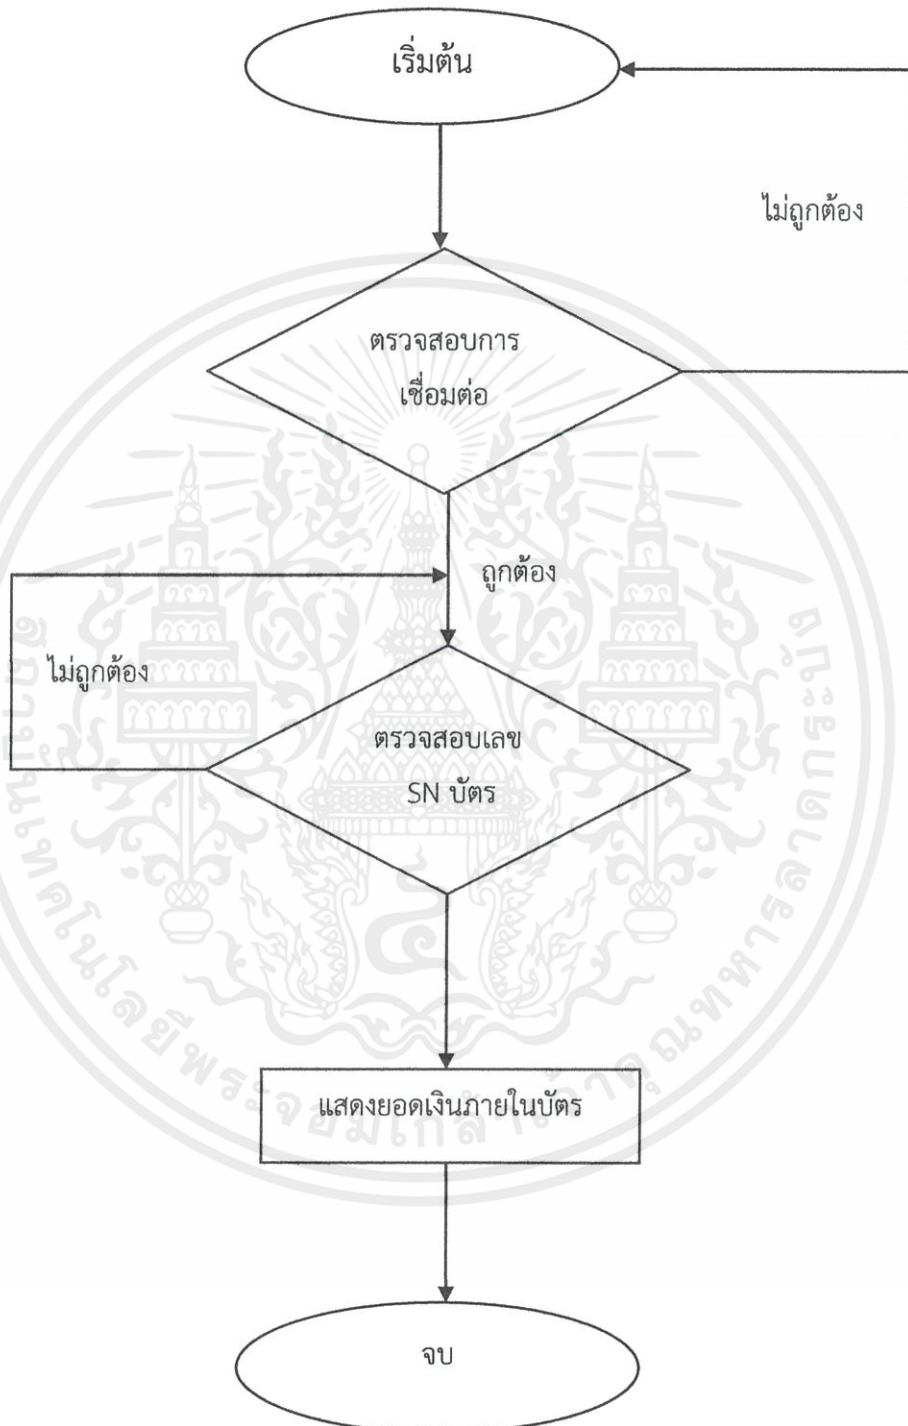 เริ่มต้น
ไม่ถูกต้อง
ตรวจสอบการ
เชื่อมต่อ
ถูกต้อง
ไม่ถูกต้อง
ตรวจสอบเลข
SN บัตร
แสดงยอดเงินภายในบัตร
จบ